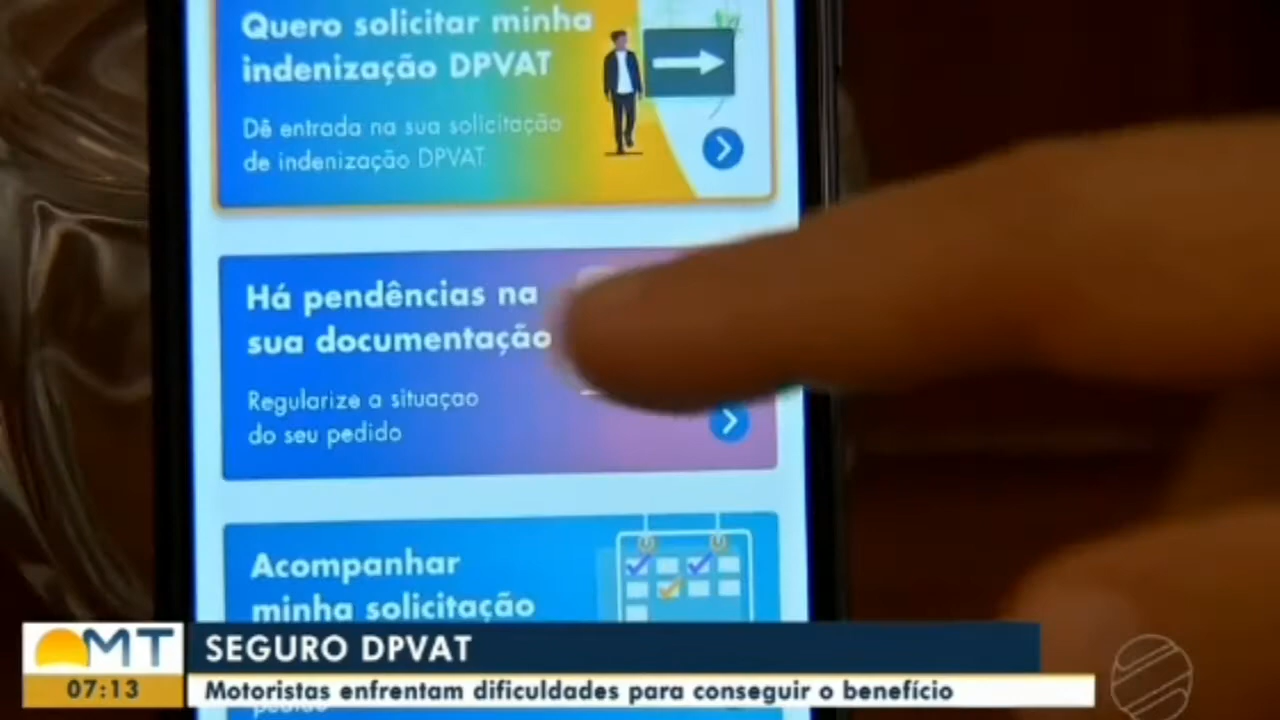 Quero solicitar minha
indenização DPVAT
Dê entrada na sua solicitação
de indenização DPVAT
Há pendências na
sua documentação
Regularize a situaçao
do seu pedido
Acompanhar
minha solicitação
MT
07:13
SEGURO DPVAT
Motoristas enfrentam dificuldades para conseguir o benefício
pedido